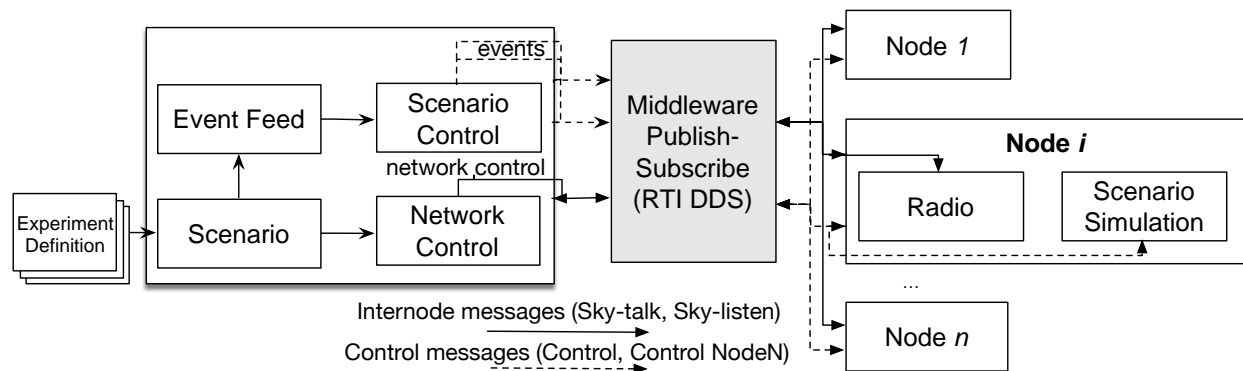 events
Event Feed
Scenario
Control
network control
Experiment
Definition
Scenario
Network
Control
Middleware
Publish-
Subscribe
(RTI DDS)
Node 1
Node i
Radio
Scenario
Simulation
...
Node n
Internode messages (Sky-talk, Sky-listen)
Control messages (Control, Control NodeN)